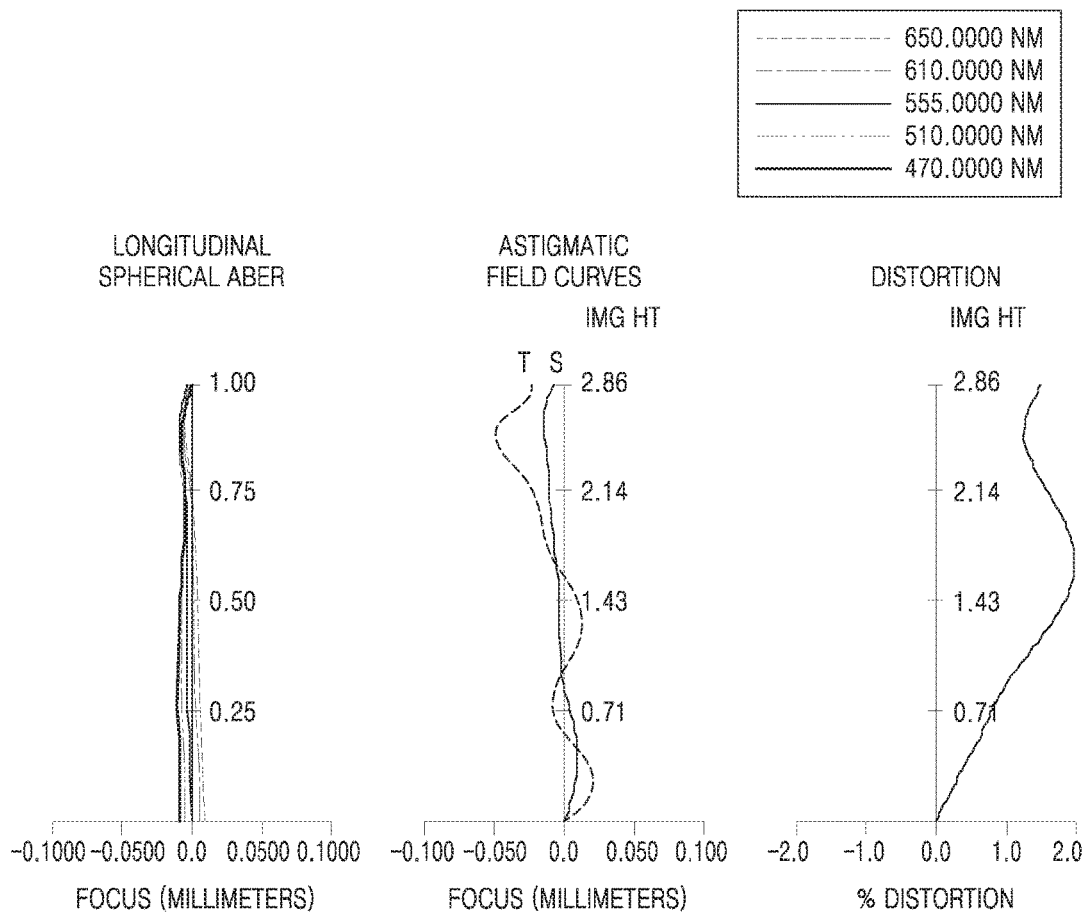 650.0000 NM
610.0000 NM
555.0000 NM
510.0000 NM
470.0000 NM
LONGITUDINAL
SPHERICAL ABER
1.00
0.75
0.50
0.25
-0.1000 -0.0500 0.0 0.0500 0.1000
FOCUS (MILLIMETERS)
ASTIGMATIC
FIELD CURVES
IMG HT
T S
2.86
2.14
1.43
0.71
-0.100 -0.050 0.0 0.050 0.100
FOCUS (MILLIMETERS)
DISTORTION
IMG HT
2.86
2.14
1.43
0.71
-2.0 -1.0 0.0 1.0 2.0
% DISTORTION